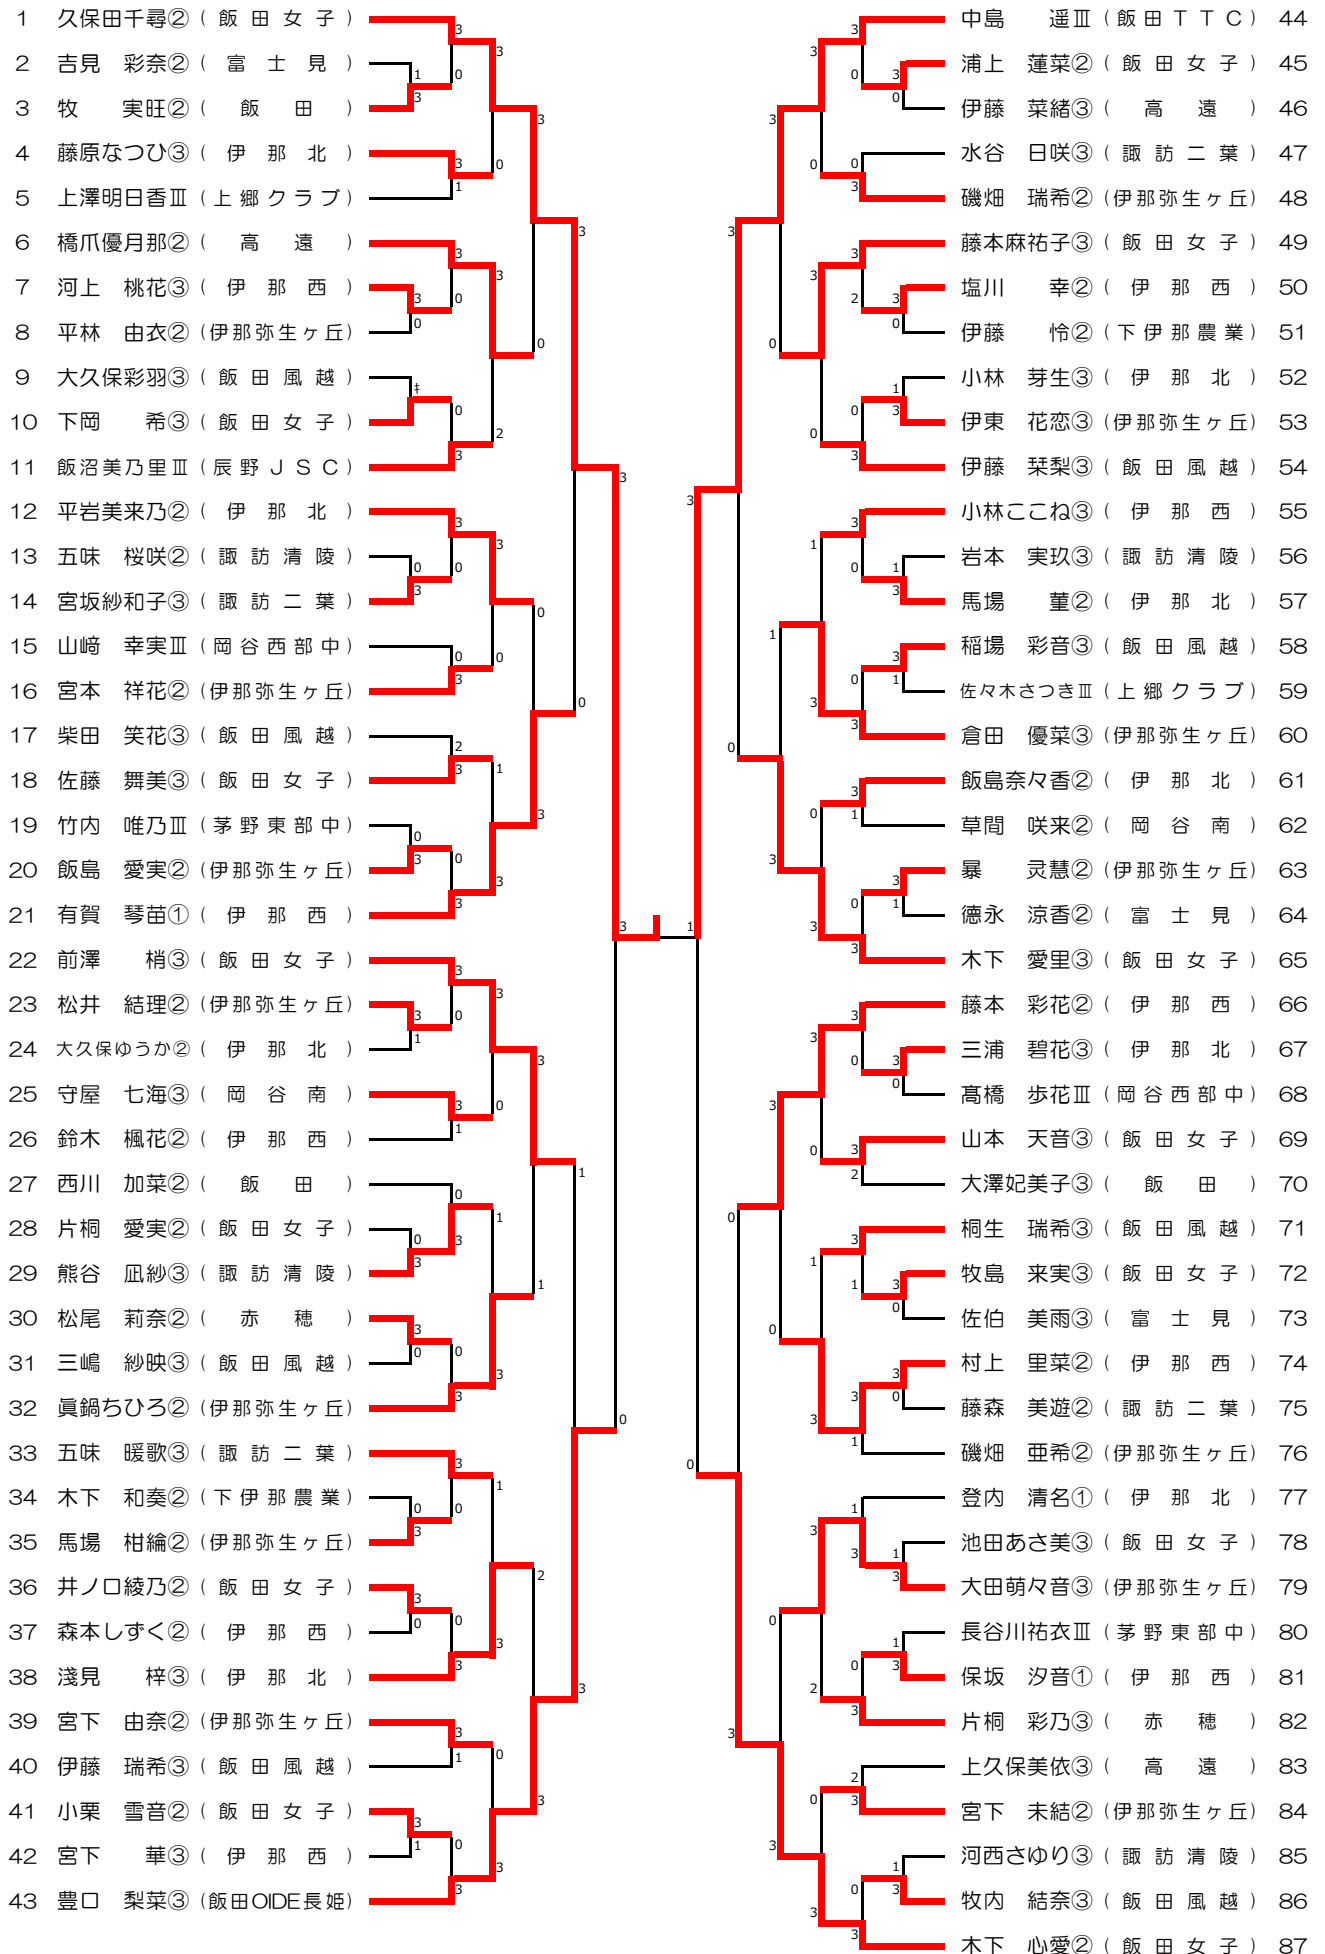 1 久保田千尋② ( 飯 田 女 子 )
2 吉見 彩奈② ( 富 士 見 )
3 牧 実旺② ( 飯 田 )
4 藤原なつひ③ ( 伊 那 北 )
5 上澤明日香Ⅲ (上 郷 ク ラ ブ)
6 橋爪優月那② ( 高 遠 )
7 河上 桃花③ ( 伊 那 西 )
8 平林 由衣② (伊那弥生ヶ丘)
9 大久保彩羽③ ( 飯 田 風 越 )
10 下岡 希③ ( 飯 田 女 子 )
11 飯沼美乃里Ⅲ (辰 野 J S C)
12 平岩美来乃② ( 伊 那 北 )
13 五味 桜咲② ( 諏 訪 清 陵 )
14 宮坂紗和子③ ( 諏 訪 二 葉 )
15 山﨑 幸実Ⅲ (岡 谷 西 部 中)
16 宮本 祥花② (伊那弥生ヶ丘)
17 柴田 笑花③ ( 飯 田 風 越 )
18 佐藤 舞美③ ( 飯 田 女 子 )
19 竹内 唯乃Ⅲ (茅 野 東 部 中)
20 飯島 愛実② (伊那弥生ヶ丘)
21 有賀 琴苗① ( 伊 那 西 )
22 前澤 梢③ ( 飯 田 女 子 )
23 松井 結理② (伊那弥生ヶ丘)
24 大久保ゆうか② ( 伊 那 北 )
25 守屋 七海③ ( 岡 谷 南 )
26 鈴木 楓花② ( 伊 那 西 )
27 西川 加菜② ( 飯 田 )
28 片桐 愛実② ( 飯 田 女 子 )
29 熊谷 凪紗③ ( 諏 訪 清 陵 )
30 松尾 莉奈② ( 赤 穂 )
31 三嶋 紗映③ ( 飯 田 風 越 )
32 眞鍋ちひろ② (伊那弥生ヶ丘)
33 五味 暖歌③ ( 諏 訪 二 葉 )
34 木下 和奏② (下 伊 那 農 業)
35 馬場 柑綸② (伊那弥生ヶ丘)
36 井ノ口綾乃② ( 飯 田 女 子 )
37 森本しずく② ( 伊 那 西 )
38 淺見 梓③ ( 伊 那 北 )
39 宮下 由奈② (伊那弥生ヶ丘)
40 伊藤 瑞希③ ( 飯 田 風 越 )
41 小栗 雪音② ( 飯 田 女 子 )
42 宮下 華③ ( 伊 那 西 )
43 豊口 梨菜③ (飯田OIDE長姫)
中島 遥Ⅲ (飯 田 T T C) 44
浦上 蓮菜② ( 飯 田 女 子 ) 45
伊藤 菜緒③ ( 高 遠 ) 46
水谷 日咲③ ( 諏 訪 二 葉 ) 47
磯畑 瑞希② (伊那弥生ヶ丘) 48
藤本麻祐子③ ( 飯 田 女 子 ) 49
塩川 幸② ( 伊 那 西 ) 50
伊藤 怜② (下 伊 那 農 業) 51
小林 芽生③ ( 伊 那 北 ) 52
伊東 花恋③ (伊那弥生ヶ丘) 53
伊藤 栞梨③ ( 飯 田 風 越 ) 54
小林ここね③ ( 伊 那 西 ) 55
岩本 実玖③ ( 諏 訪 清 陵 ) 56
馬場 菫② ( 伊 那 北 ) 57
稲場 彩音③ ( 飯 田 風 越 ) 58
佐々木さつきⅢ (上 郷 ク ラ ブ) 59
倉田 優菜③ (伊那弥生ヶ丘) 60
飯島奈々香② ( 伊 那 北 ) 61
草間 咲来② ( 岡 谷 南 ) 62
暴 灵慧② (伊那弥生ヶ丘) 63
德永 涼香② ( 富 士 見 ) 64
木下 愛里③ ( 飯 田 女 子 ) 65
藤本 彩花② ( 伊 那 西 ) 66
三浦 碧花③ ( 伊 那 北 ) 67
髙橋 歩花Ⅲ (岡 谷 西 部 中) 68
山本 天音③ ( 飯 田 女 子 ) 69
大澤妃美子③ ( 飯 田 ) 70
桐生 瑞希③ ( 飯 田 風 越 ) 71
牧島 来実③ ( 飯 田 女 子 ) 72
佐伯 美雨③ ( 富 士 見 ) 73
村上 里菜② ( 伊 那 西 ) 74
藤森 美遊② ( 諏 訪 二 葉 ) 75
磯畑 亜希② (伊那弥生ヶ丘) 76
登内 清名① ( 伊 那 北 ) 77
池田あさ美③ ( 飯 田 女 子 ) 78
大田萌々音③ (伊那弥生ヶ丘) 79
長谷川祐衣Ⅲ (茅 野 東 部 中) 80
保坂 汐音① ( 伊 那 西 ) 81
片桐 彩乃③ ( 赤 穂 ) 82
上久保美依③ ( 高 遠 ) 83
宮下 未結② (伊那弥生ヶ丘) 84
河西さゆり③ ( 諏 訪 清 陵 ) 85
牧内 結奈③ ( 飯 田 風 越 ) 86
木下 心愛② ( 飯 田 女 子 ) 87